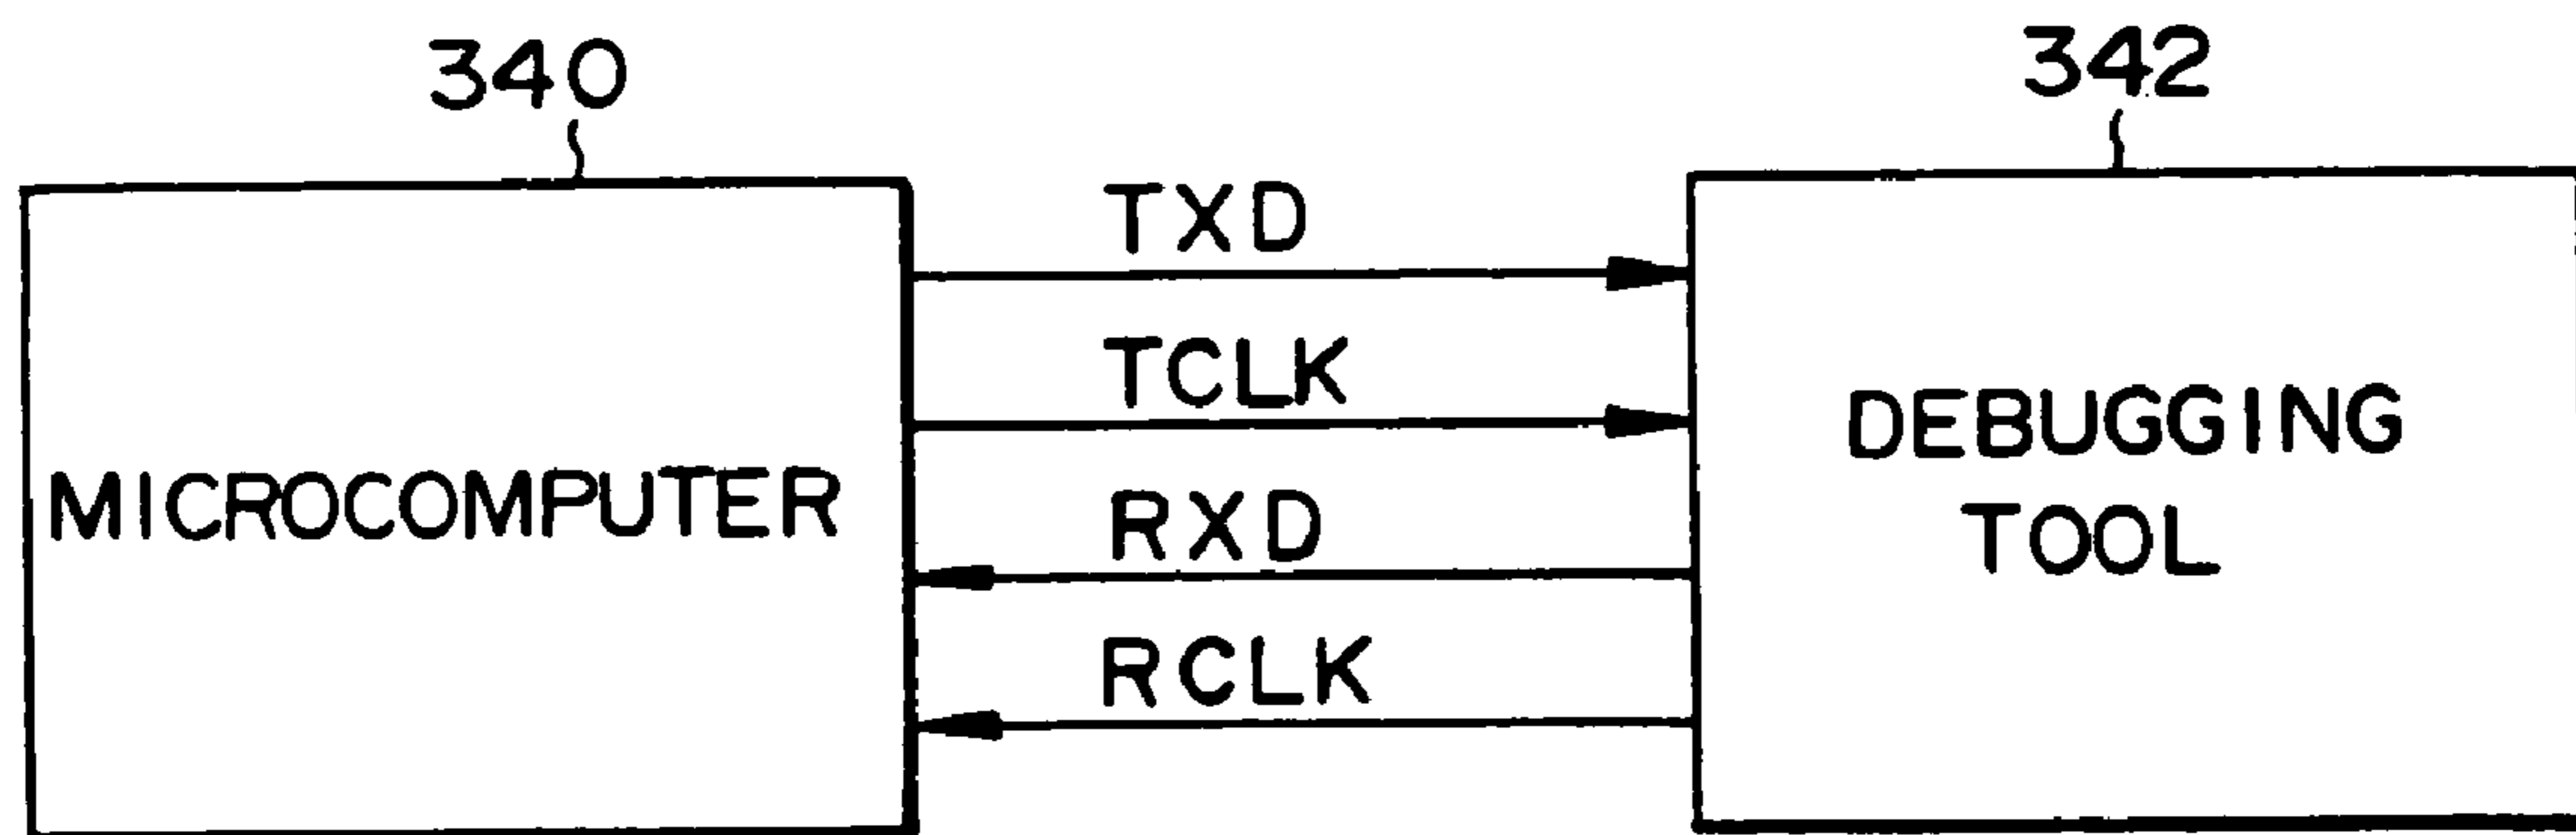 340
342
TXD
TCLK
RXD
RCLK
MICROCOMPUTER
DEBUGGING
TOOL